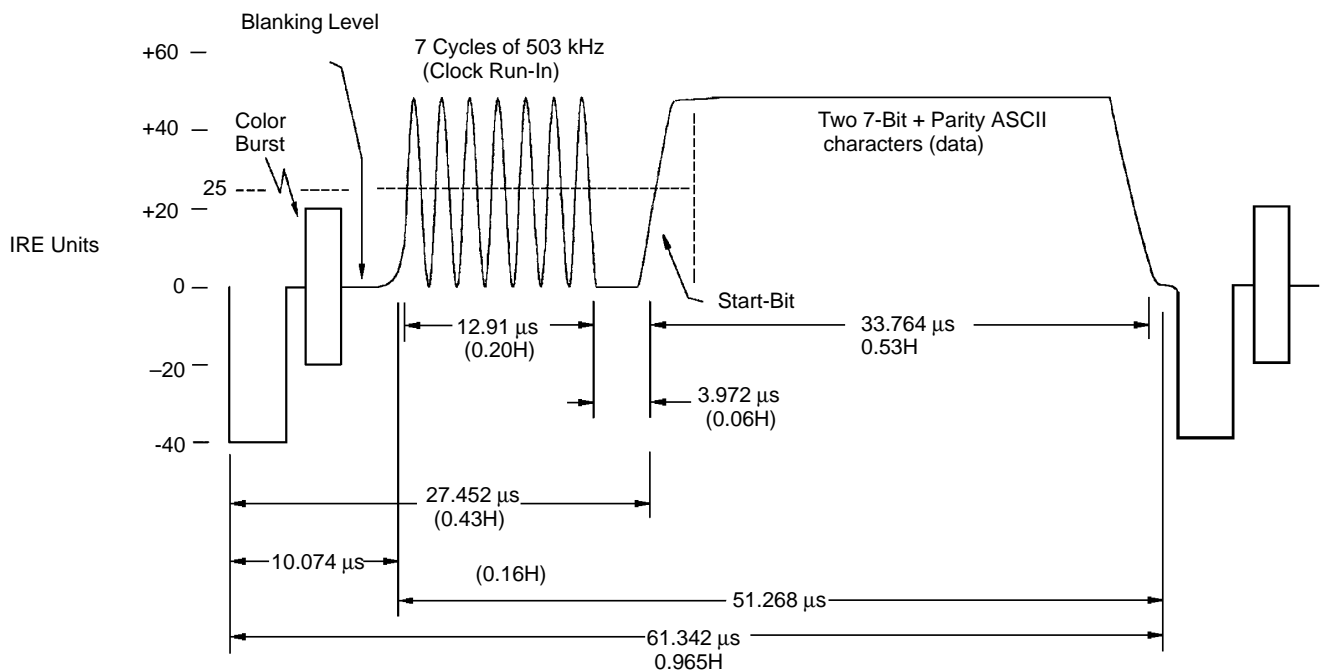 Blanking Level
+60
7 Cycles of 503 kHz
(Clock Run-In)
+40
Color
Burst
Two 7-Bit + Parity ASCII
characters (data)
25
+20
IRE Units
0
Start-Bit
12.91 µs
(0.20H)
33.764 µs
0.53H
–20
3.972 µs
(0.06H)
-40
27.452 µs
(0.43H)
10.074 µs
(0.16H)
51.268 µs
61.342 µs
0.965H